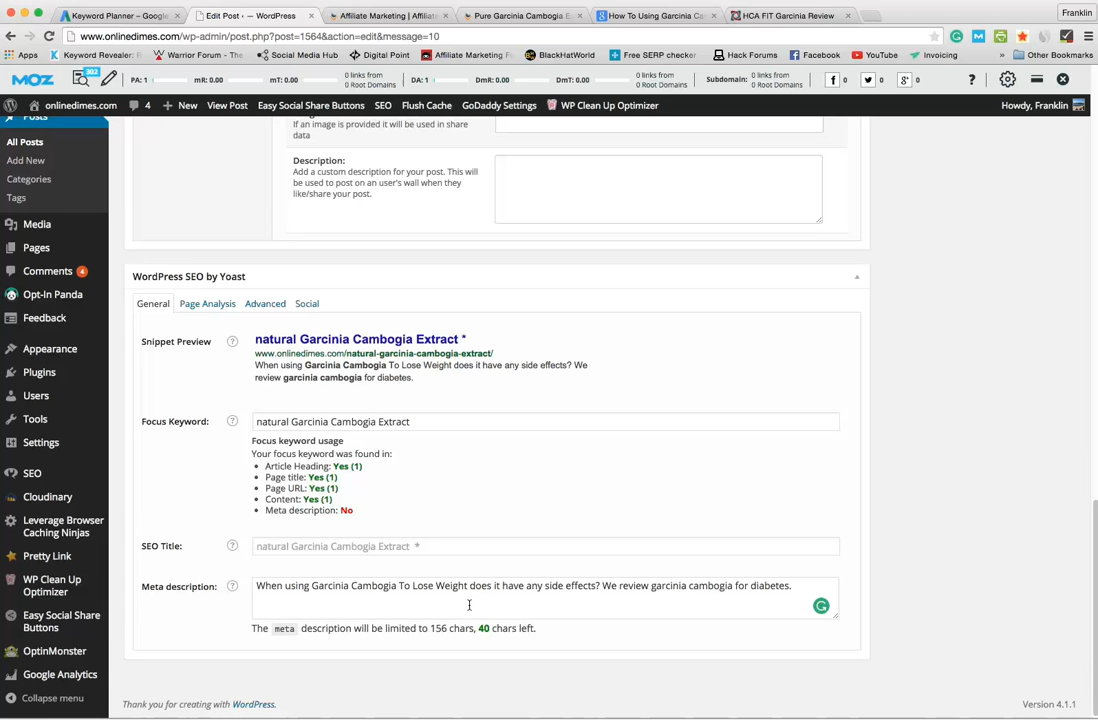 Keyword Planner – Google
Edit Post ‹ — WordPress
Affiliate Marketing | Affiliate
Pure Garcinia Cambogia E
How To Using Garcinia Ca
HCA FIT Garcinia Review
Franklin
www.onlinedimes.com/wp-admin/post.php?post=1564&action=edit&message=10
Apps
Keyword Revealer: F
Warrior Forum - The
Social Media Hub
Digital Point
Affiliate Marketing F
BlackHatWorld
Free SERP checker
Hack Forums
Facebook
YouTube
Invoicing
» Other Bookmarks
MOZ
302
PA: 1
mR: 0.00
mT: 0.00
0 links from
0 Root Domains
DA: 1
DmR: 0.00
DmT: 0.00
0 links from
0 Root Domains
Subdomain:
0 links from
0 Root Domains
f 0
0
g+ 0
?
onlinedimes.com
4
+ New
View Post
Easy Social Share Buttons
SEO
Flush Cache
GoDaddy Settings
WP Clean Up Optimizer
Howdy, Franklin
Posts
All Posts
Add New
Categories
Tags
Media
Pages
Comments 4
Opt-In Panda
Feedback
Appearance
Plugins
Users
Tools
Settings
SEO
Cloudinary
Leverage Browser
Caching Ninjas
Pretty Link
WP Clean Up
Optimizer
Easy Social Share
Buttons
OptinMonster
Google Analytics
Collapse menu
If an image is provided it will be used in share
data
Description:
Add a custom description for your post. This will
be used to post on an user's wall when they
like/share your post.
WordPress SEO by Yoast
General
Page Analysis
Advanced
Social
Snippet Preview
?
natural Garcinia Cambogia Extract *
www.onlinedimes.com/natural-garcinia-cambogia-extract/
When using Garcinia Cambogia To Lose Weight does it have any side effects? We
review garcinia cambogia for diabetes.
Focus Keyword:
?
natural Garcinia Cambogia Extract
Focus keyword usage
Your focus keyword was found in:
• Article Heading: Yes (1)
• Page title: Yes (1)
• Page URL: Yes (1)
• Content: Yes (1)
• Meta description: No
SEO Title:
?
natural Garcinia Cambogia Extract *
Meta description:
?
When using Garcinia Cambogia To Lose Weight does it have any side effects? We review garcinia cambogia for diabetes.
The meta description will be limited to 156 chars, 40 chars left.
Thank you for creating with WordPress.
Version 4.1.1